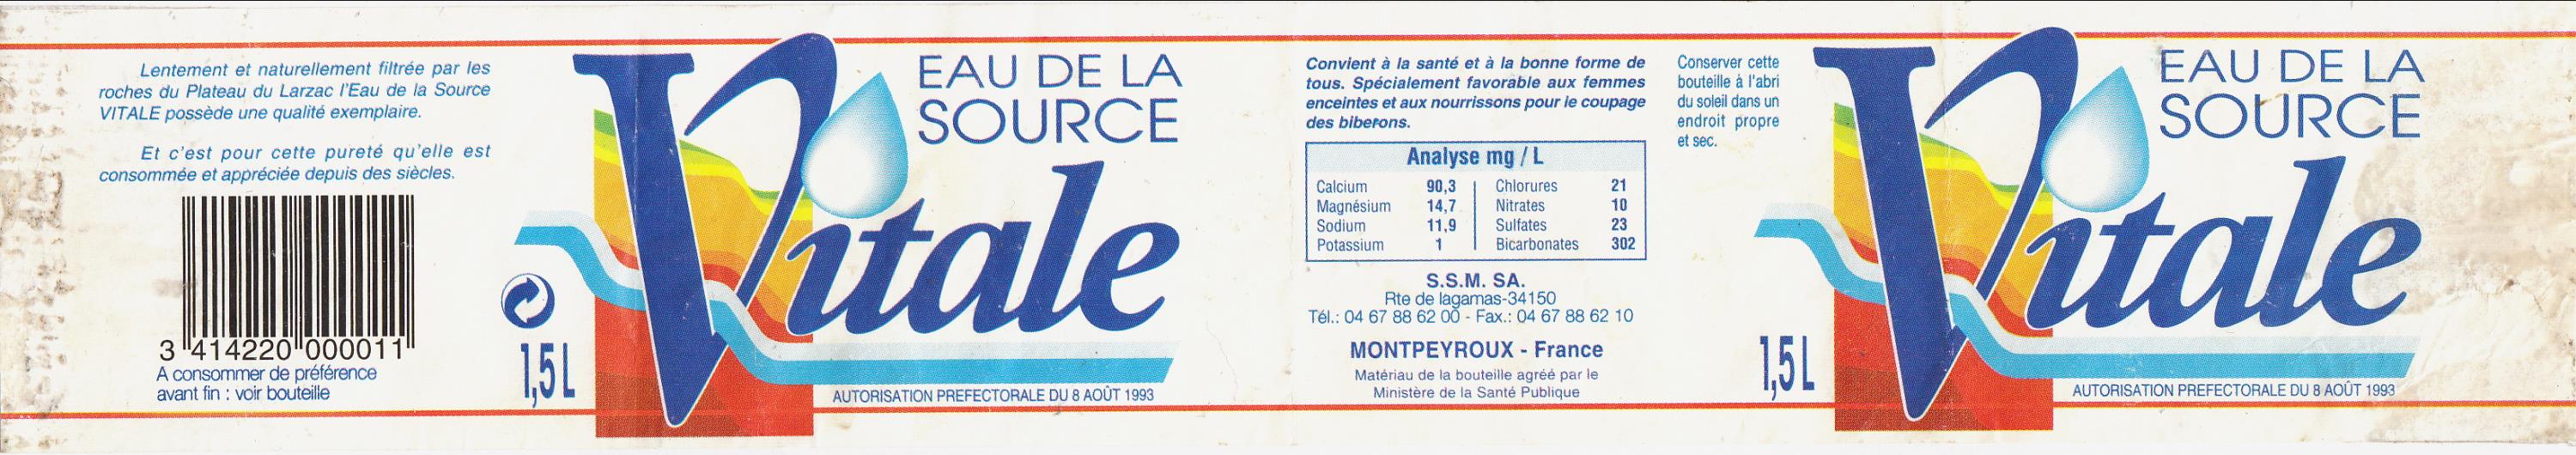 Lentement et naturellement filtrée par les
roches du Plateau du Larzac l'Eau de la Source
VITALE possède une qualité exemplaire.
Et c'est pour cette pureté qu'elle est
consommée et appréciée depuis des siècles.
3 414220 000011
A consommer de préférence
avant fin : voir bouteille
1,5 L
EAU DE LA
SOURCE
Vitale
AUTORISATION PREFECTORALE DU 8 AOÛT 1993
Convient à la santé et à la bonne forme de
tous. Spécialement favorable aux femmes
enceintes et aux nourrissons pour le coupage
des biberons.
Analyse mg / L
Calcium 90,3 Chlorures 21
Magnésium 14,7 Nitrates 10
Sodium 11,9 Sulfates 23
Potassium 1 Bicarbonates 302
S.S.M. SA.
Rte de lagamas-34150
Tél.: 04 67 88 62 00 - Fax.: 04 67 88 62 10
MONTPEYROUX - France
Matériau de la bouteille agréé par le
Ministère de la Santé Publique
Conserver cette
bouteille à l'abri
du soleil dans un
endroit propre
et sec.
1,5 L
EAU DE LA
SOURCE
Vitale
AUTORISATION PREFECTORALE DU 8 AOÛT 1993